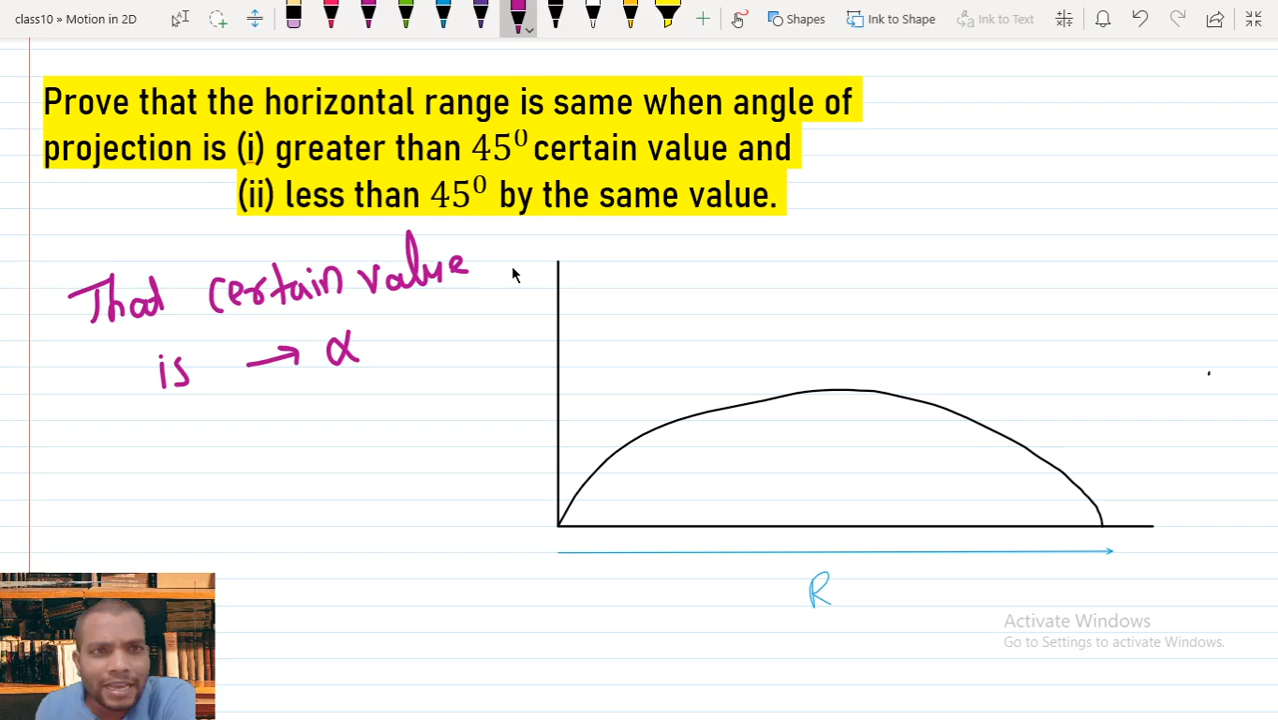 class10 » Motion in 2D
Shapes
Ink to Shape
Ink to Text
Prove that the horizontal range is same when angle of
projection is (i) greater than 45⁰ certain value and
(ii) less than 45⁰ by the same value.
That certain value
is → α
R
Activate Windows
Go to Settings to activate Windows.